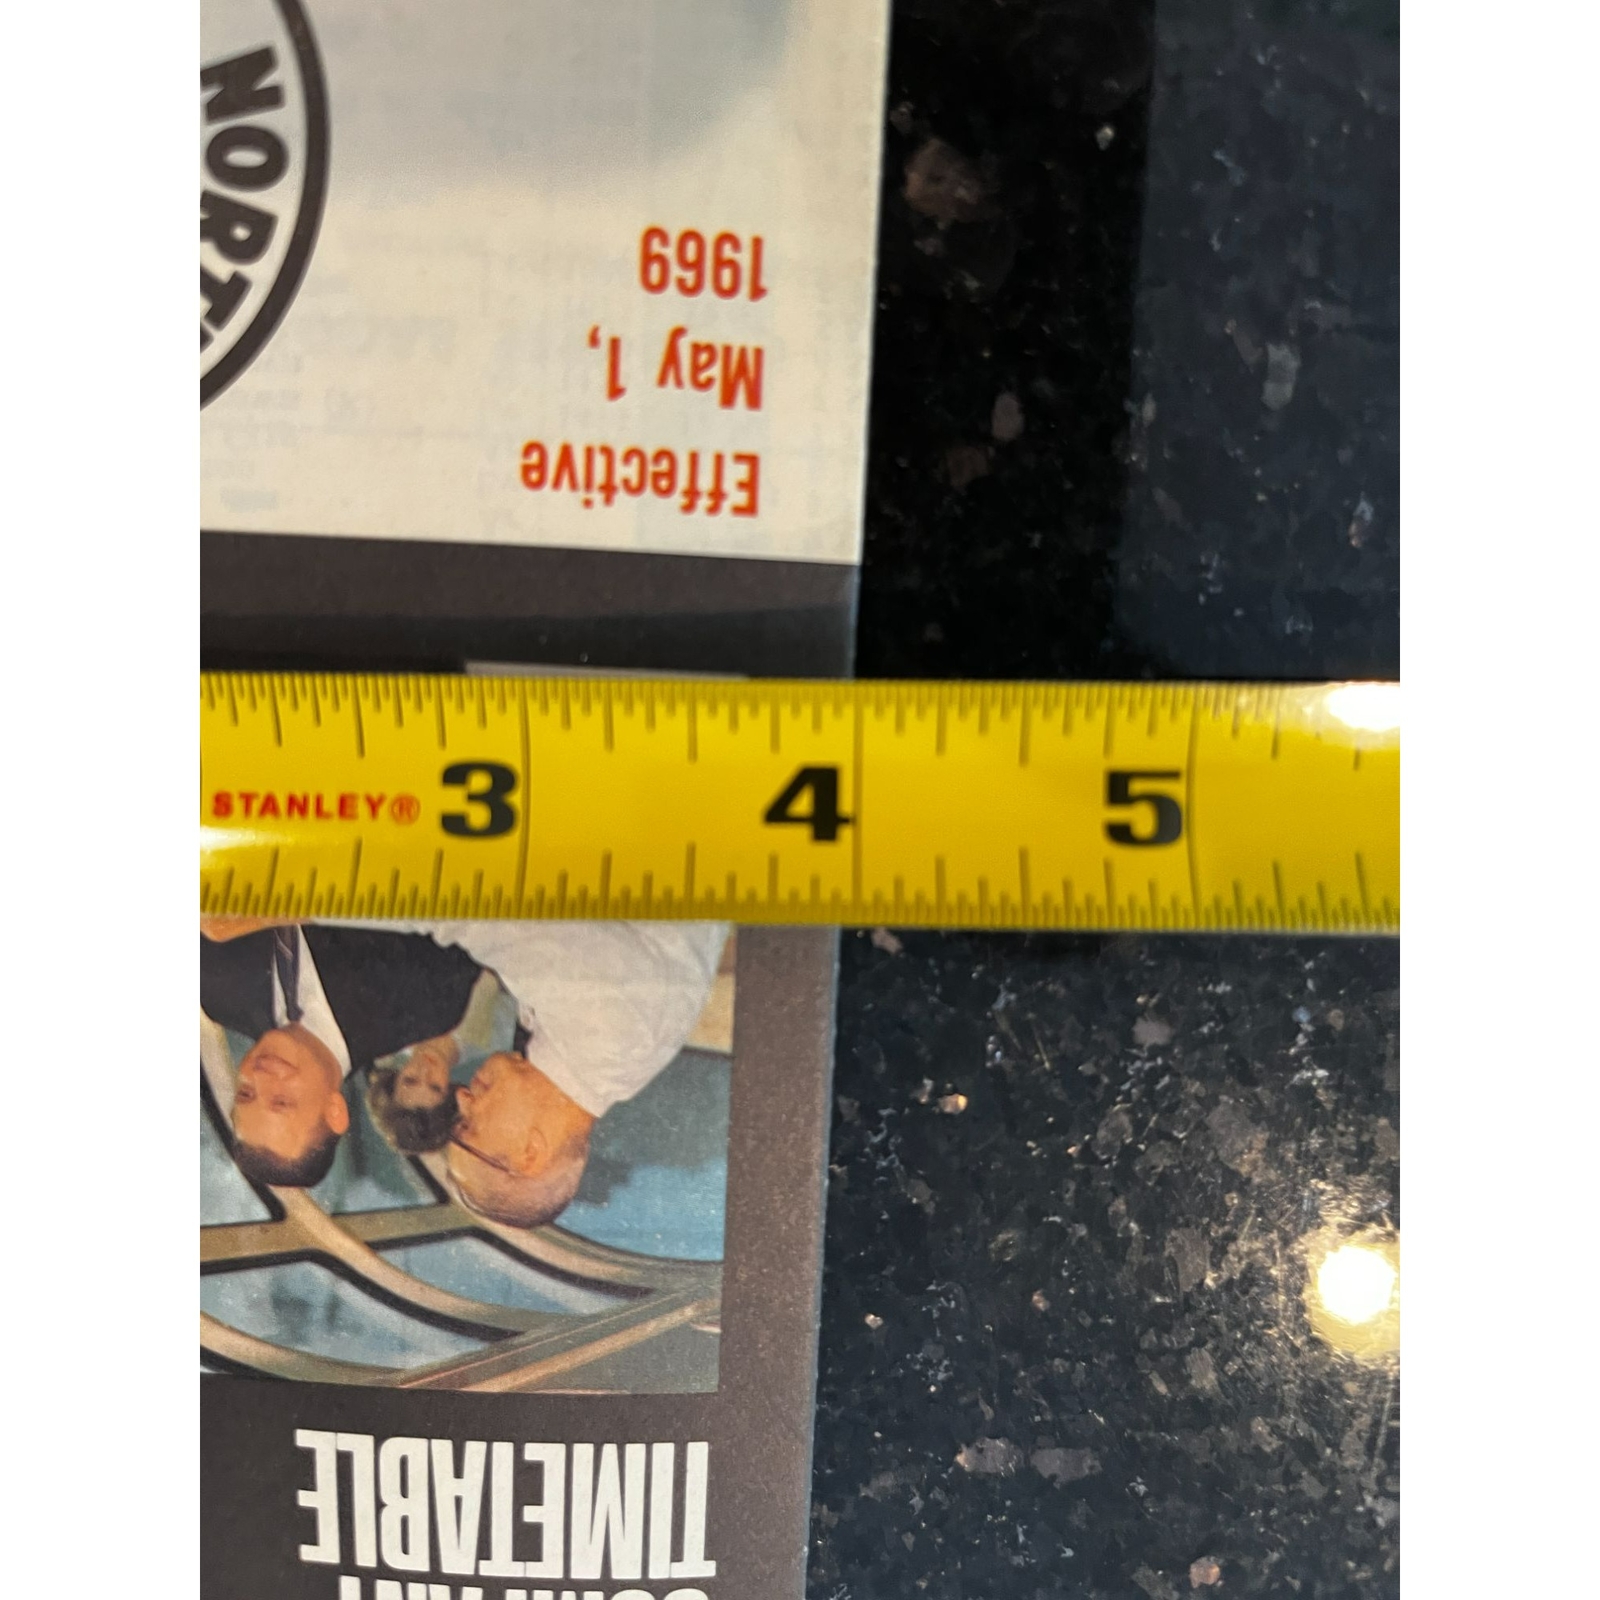 TIMETABLE
STANLEY® 3 4 5
Effective
May 1,
1969
NORT